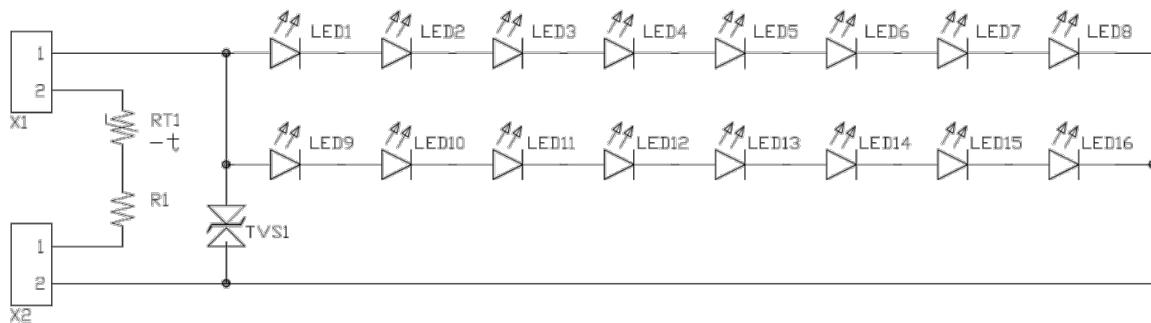 LED1 LED2 LED3 LED4 LED5 LED6 LED7 LED8
1
2
X1
RT1
-t
LED9 LED10 LED11 LED12 LED13 LED14 LED15 LED16
R1
TVS1
1
2
X2